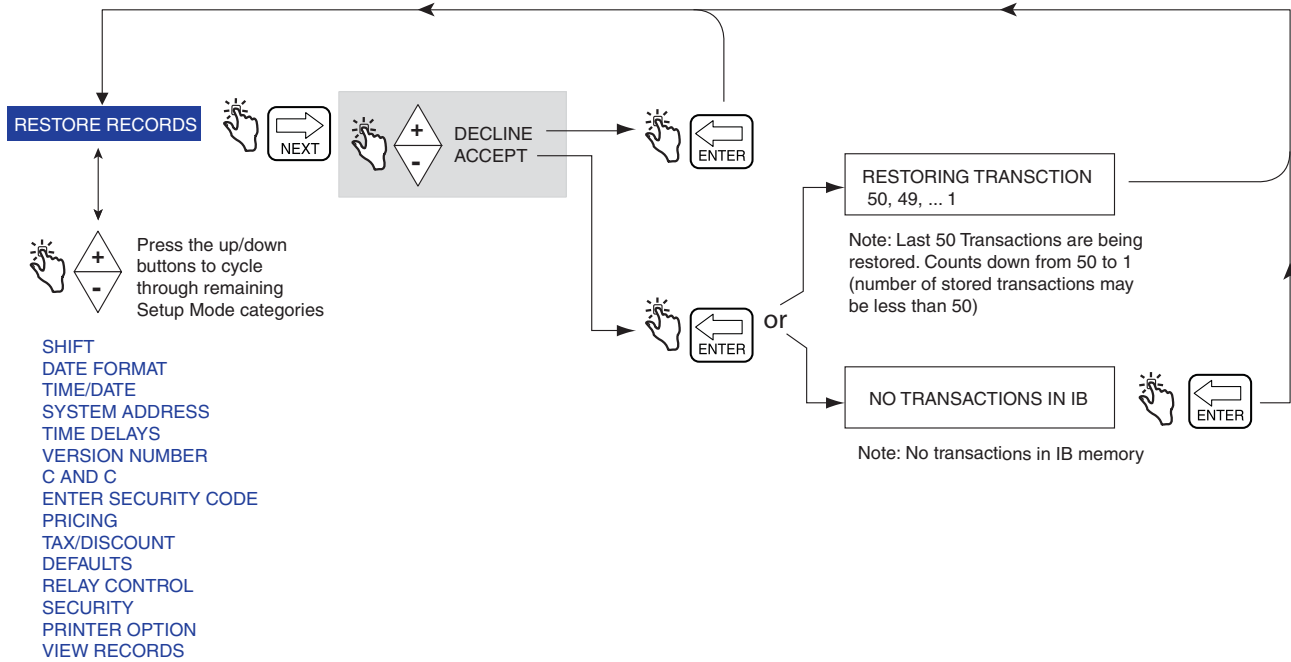 RESTORE RECORDS
NEXT
+
-
DECLINE
ACCEPT
ENTER
RESTORING TRANSCTION
50, 49, ... 1
Note: Last 50 Transactions are being
restored. Counts down from 50 to 1
(number of stored transactions may
be less than 50)
ENTER
or
NO TRANSACTIONS IN IB
ENTER
Note: No transactions in IB memory
+
-
Press the up/down
buttons to cycle
through remaining
Setup Mode categories
SHIFT
DATE FORMAT
TIME/DATE
SYSTEM ADDRESS
TIME DELAYS
VERSION NUMBER
C AND C
ENTER SECURITY CODE
PRICING
TAX/DISCOUNT
DEFAULTS
RELAY CONTROL
SECURITY
PRINTER OPTION
VIEW RECORDS